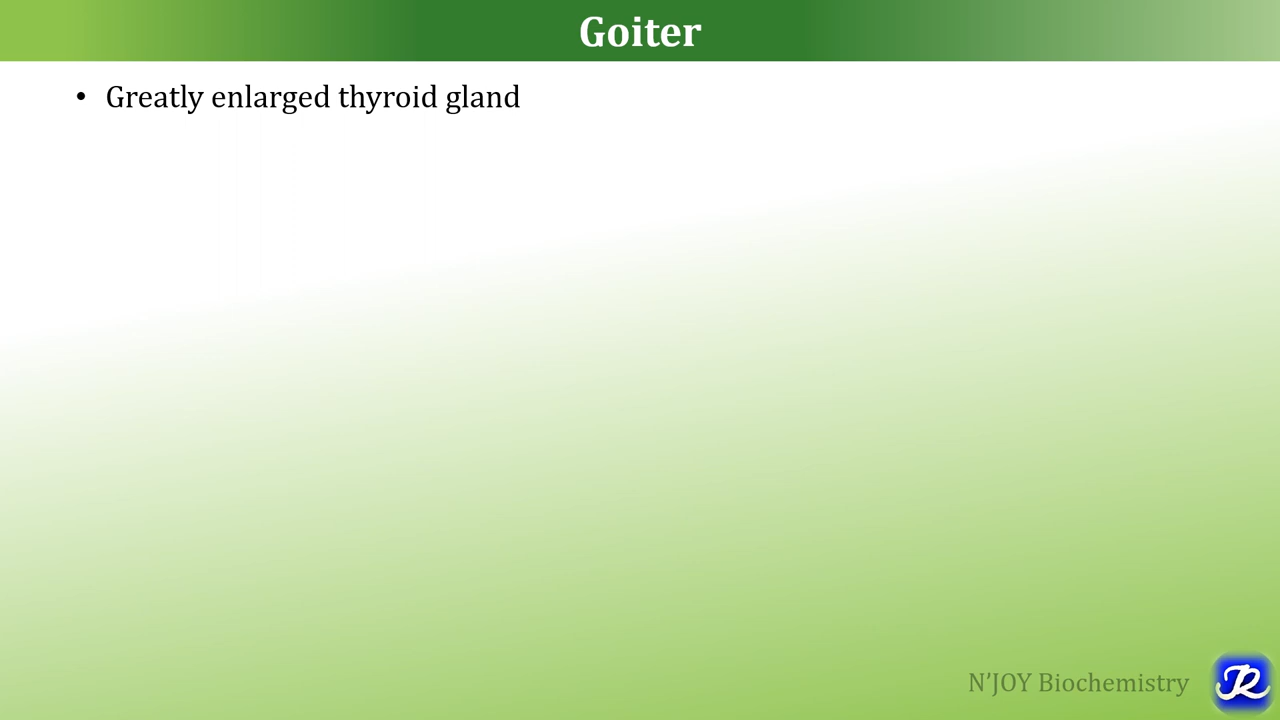 Goiter
• Greatly enlarged thyroid gland
N'JOY Biochemistry